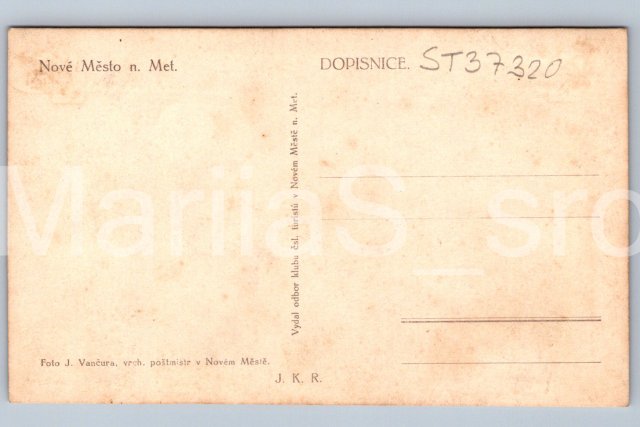 Nové Město n. Met.
DOPISNICE.
ST37320
Vydal odbor klubu čsl. turistů v Novém Městě n. Met.
MariiaS_sro
Foto J. Vančura, vrch. poštmistr v Novém Městě.
J. K. R.